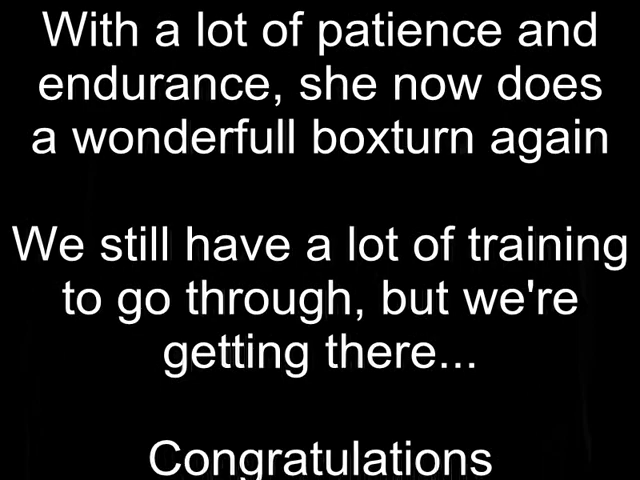 With a lot of patience and
endurance, she now does
a wonderfull boxturn again
We still have a lot of training
to go through, but we're
getting there...
Congratulations